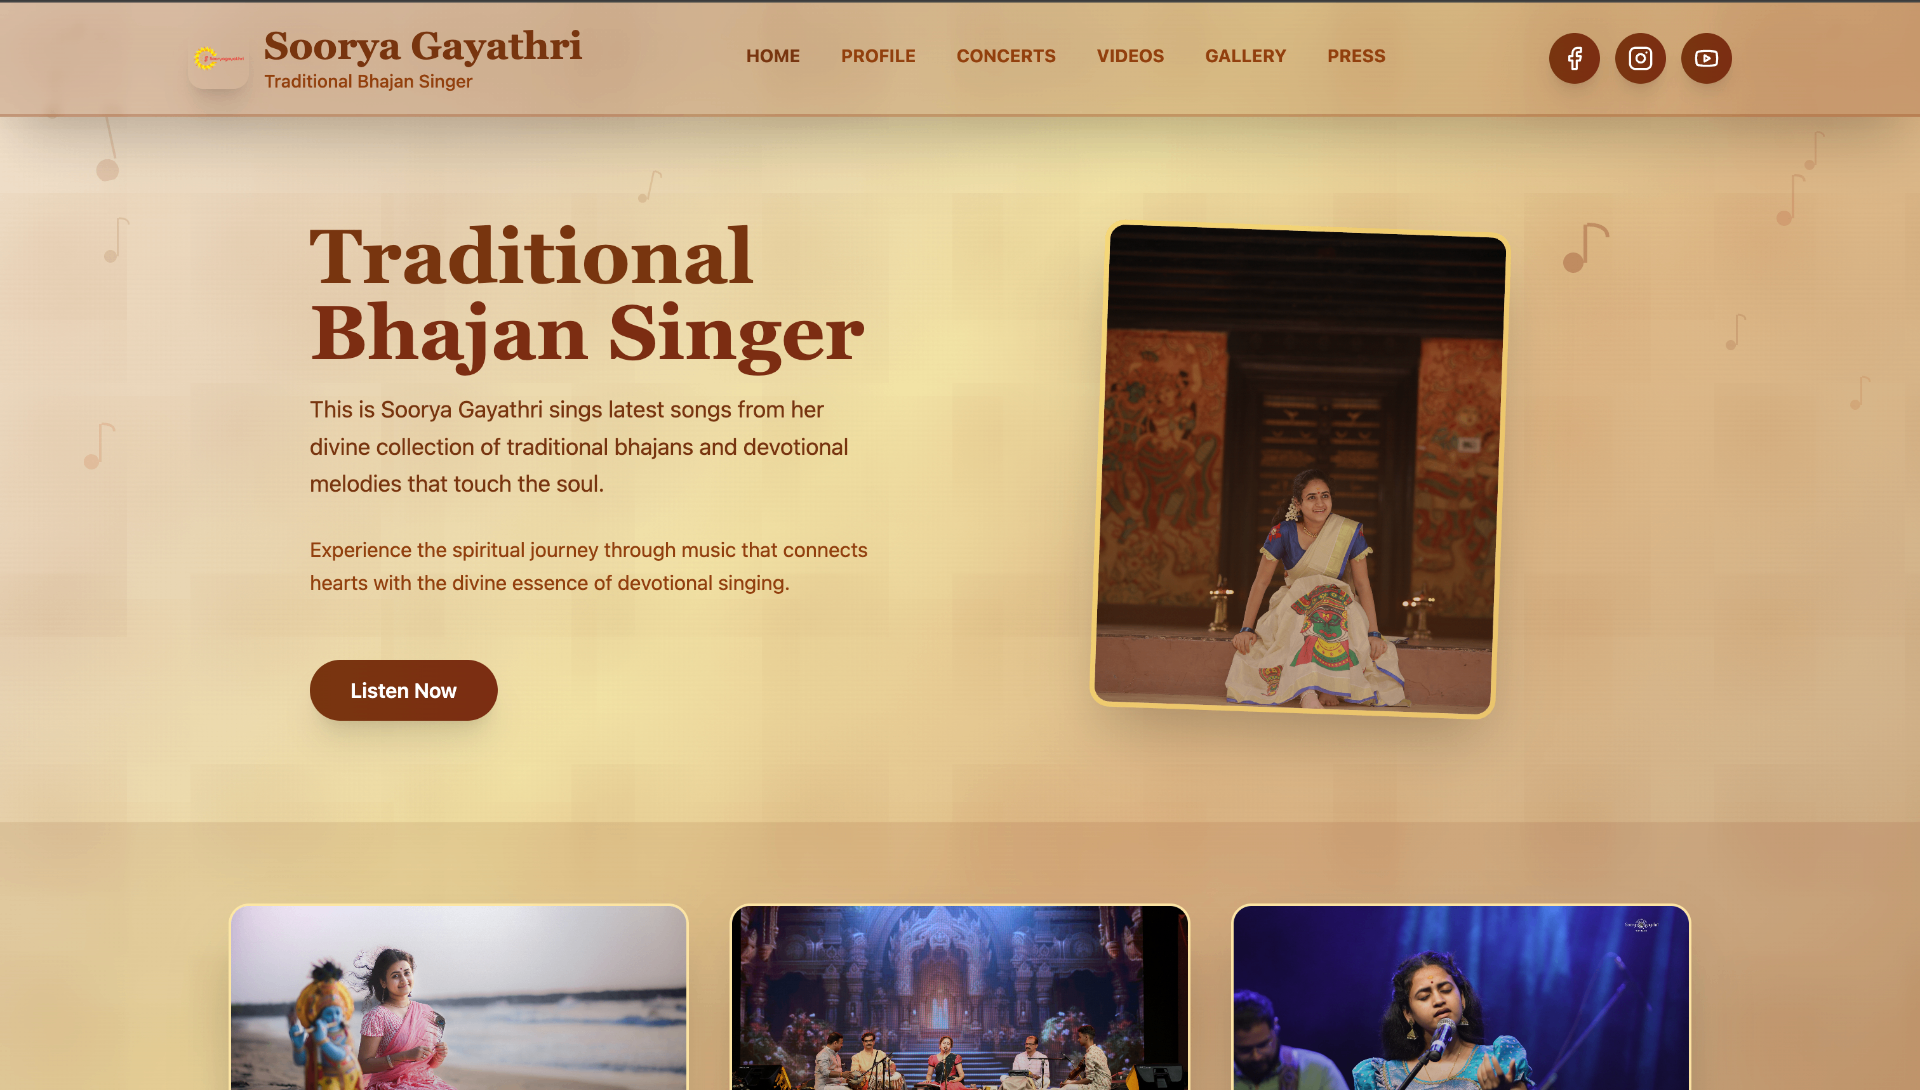 Soorya Gayathri
Traditional Bhajan Singer
HOME
PROFILE
CONCERTS
VIDEOS
GALLERY
PRESS
Traditional
Bhajan Singer
This is Soorya Gayathri sings latest songs from her
divine collection of traditional bhajans and devotional
melodies that touch the soul.
Experience the spiritual journey through music that connects
hearts with the divine essence of devotional singing.
Listen Now